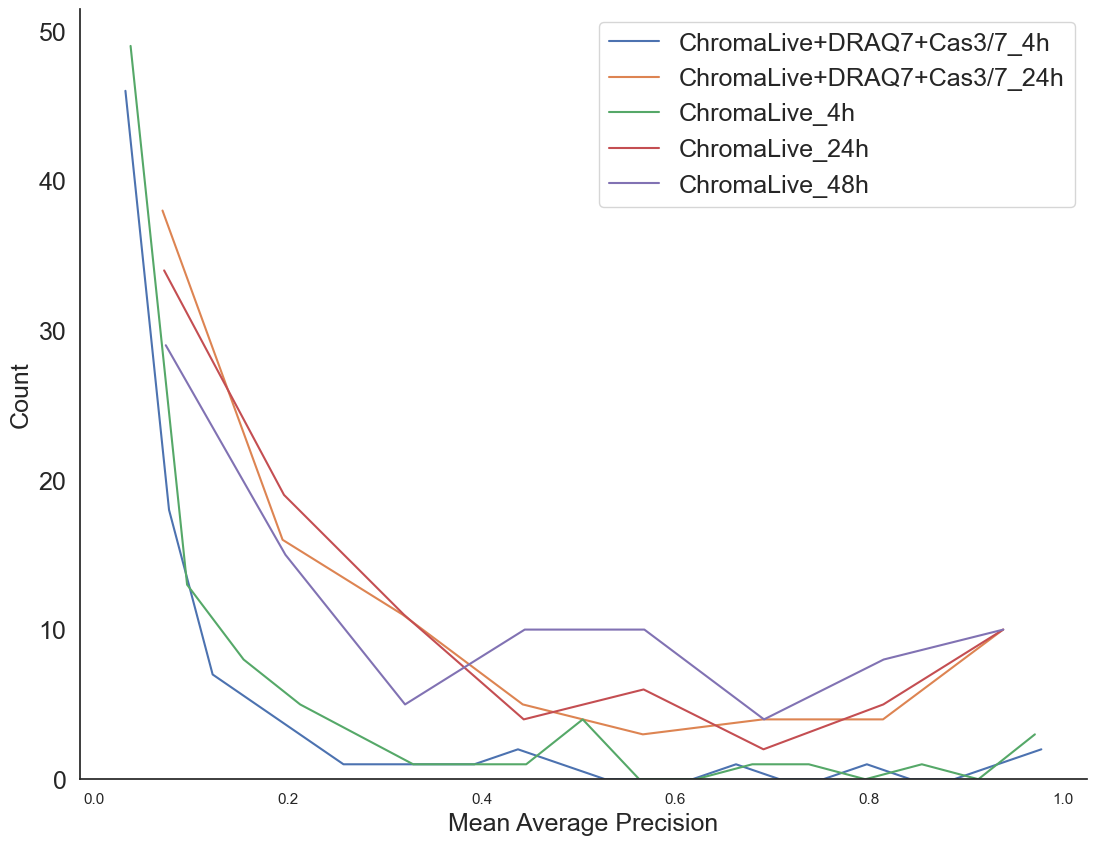 50
40
30
20
10
0
Count
0.0 0.2 0.4 0.6 0.8 1.0
Mean Average Precision
ChromaLive+DRAQ7+Cas3/7_4h
ChromaLive+DRAQ7+Cas3/7_24h
ChromaLive_4h
ChromaLive_24h
ChromaLive_48h